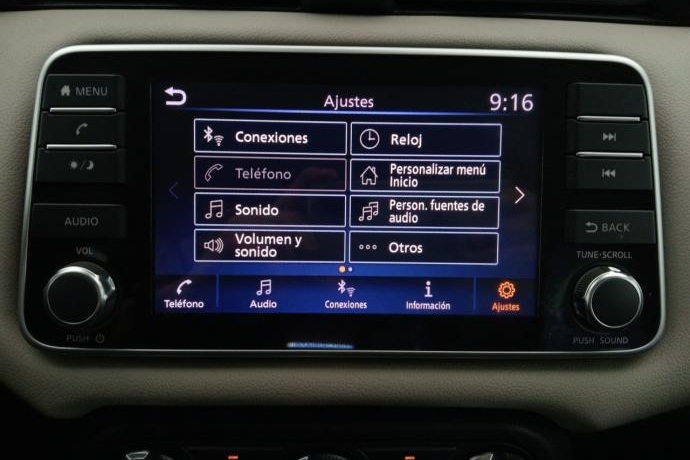 MENU
AUDIO
VOL
PUSH
Ajustes
9:16
Conexiones
Reloj
Teléfono
Personalizar menú
Inicio
Sonido
Person. fuentes de
audio
Volumen y
sonido
Otros
Teléfono
Audio
Conexiones
Información
Ajustes
BACK
TUNE·SCROLL
PUSH SOUND